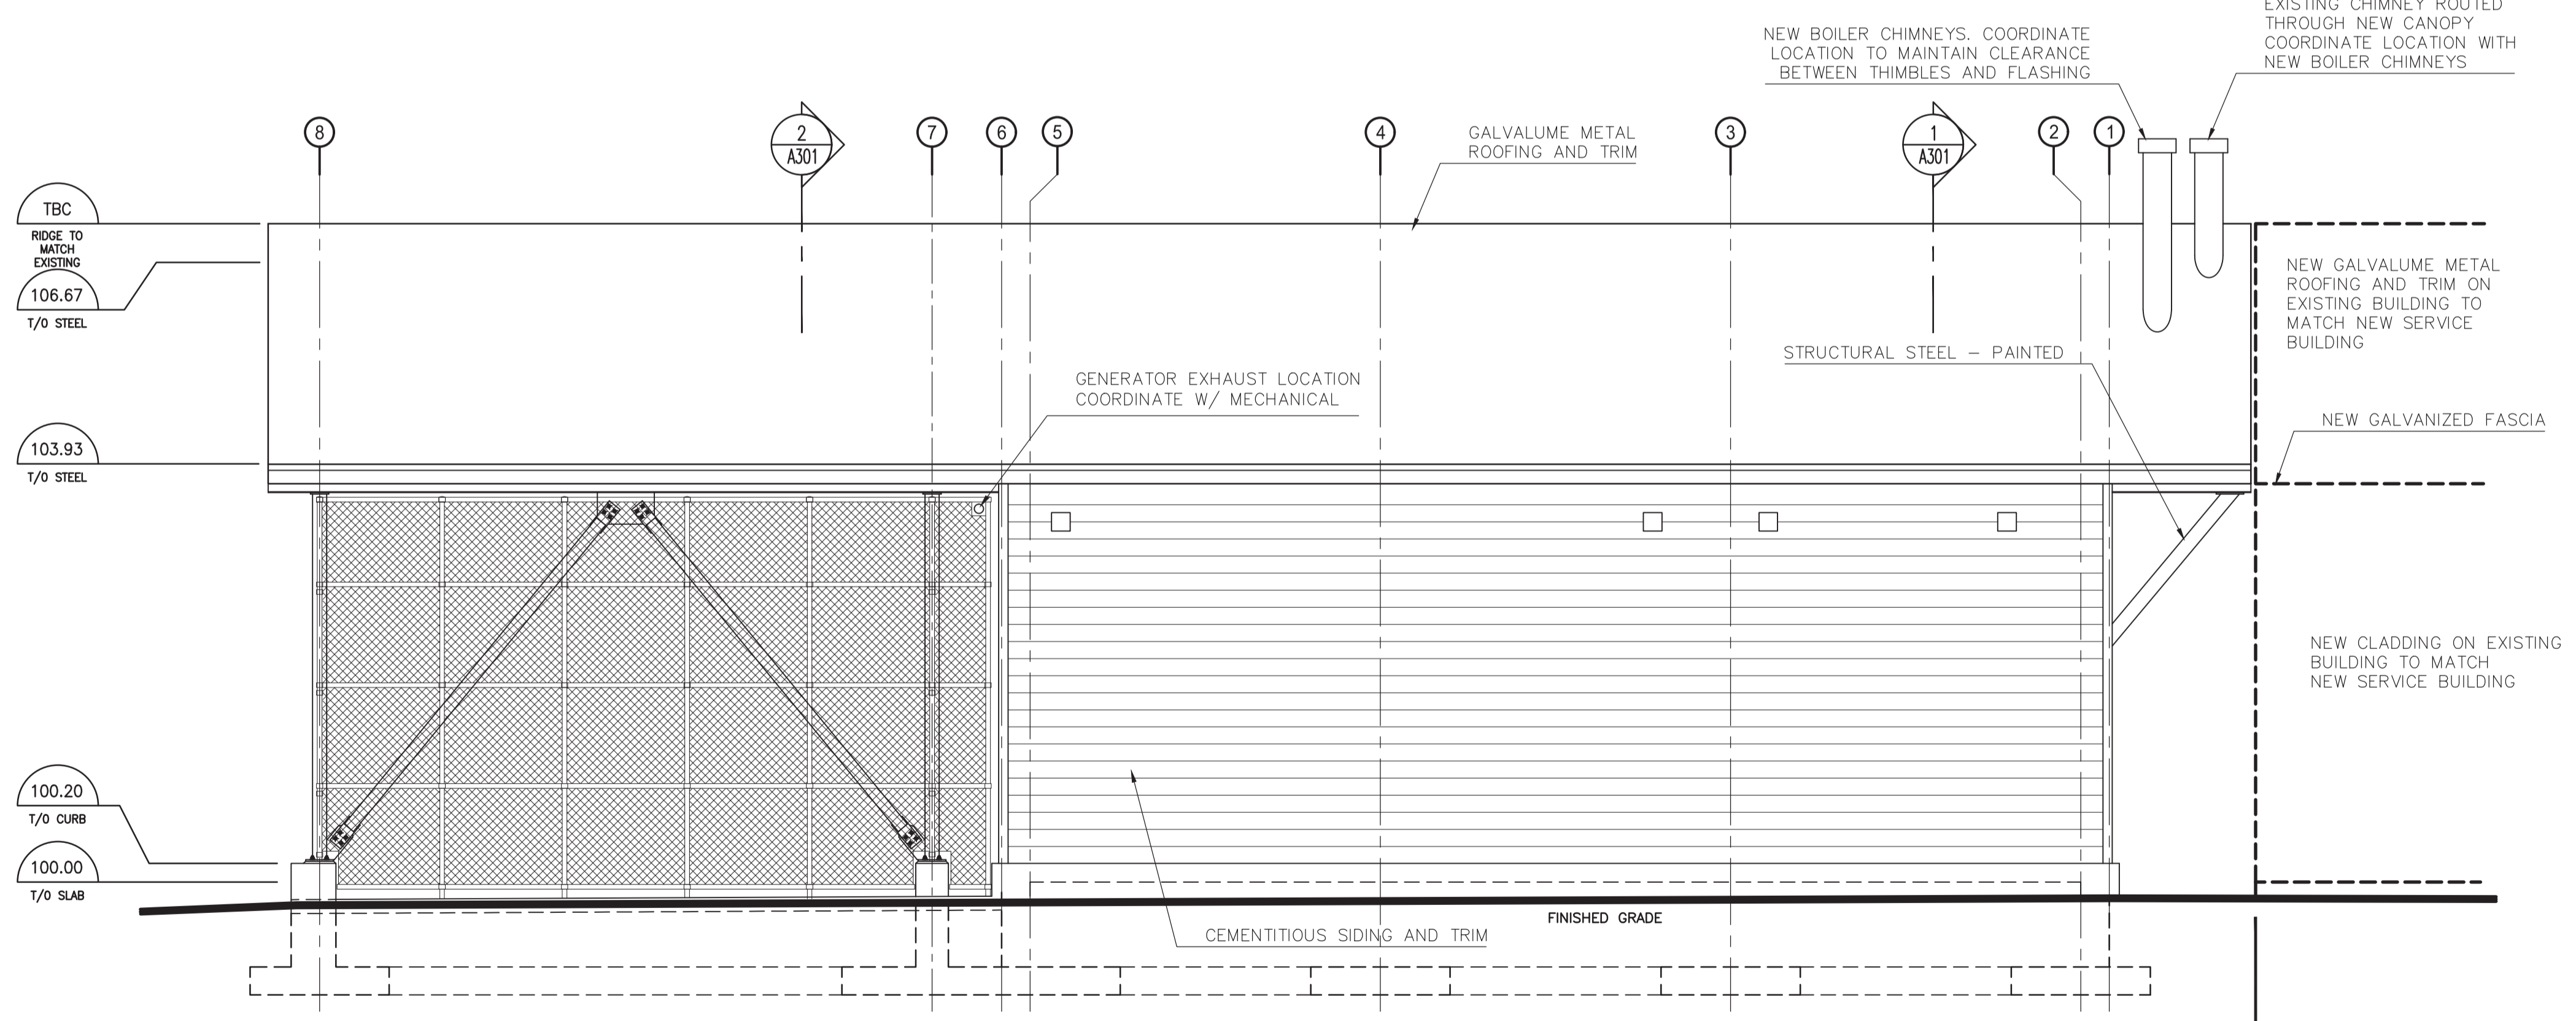 EXISTING CHIMNEY ROUTED
THROUGH NEW CANOPY
COORDINATE LOCATION WITH
NEW BOILER CHIMNEYS
NEW BOILER CHIMNEYS. COORDINATE
LOCATION TO MAINTAIN CLEARANCE
BETWEEN THIMBLES AND FLASHING
8
2
A301
7
6
5
4
GALVALUME METAL
ROOFING AND TRIM
3
1
A301
2
1
TBC
RIDGE TO
MATCH
EXISTING
106.67
T/O STEEL
NEW GALVALUME METAL
ROOFING AND TRIM ON
EXISTING BUILDING TO
MATCH NEW SERVICE
BUILDING
STRUCTURAL STEEL – PAINTED
GENERATOR EXHAUST LOCATION
COORDINATE W/ MECHANICAL
NEW GALVANIZED FASCIA
103.93
T/O STEEL
NEW CLADDING ON EXISTING
BUILDING TO MATCH
NEW SERVICE BUILDING
100.20
T/O CURB
100.00
T/O SLAB
FINISHED GRADE
CEMENTITIOUS SIDING AND TRIM